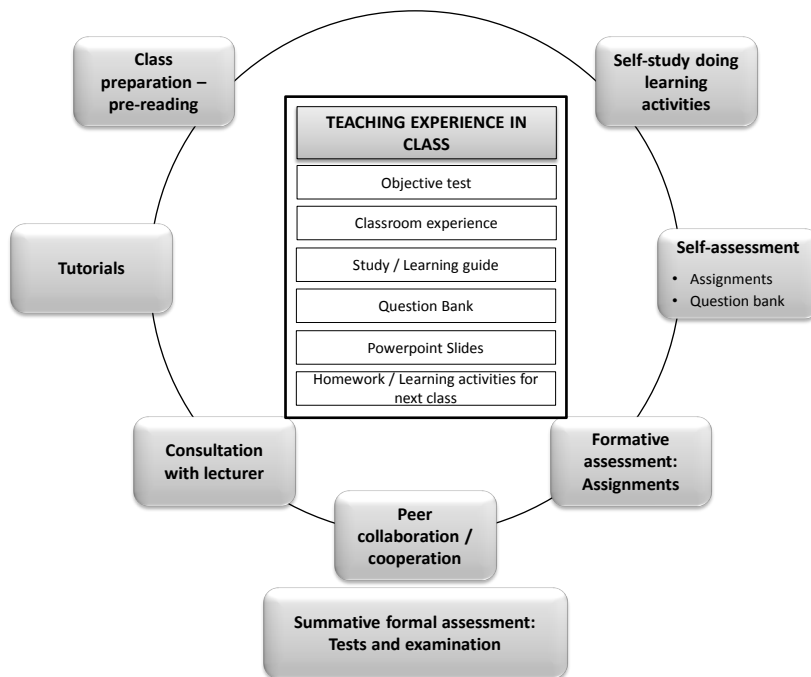 Class
preparation –
pre-reading
Self-study doing
learning
activities
TEACHING EXPERIENCE IN
CLASS
Objective test
Classroom experience
Study / Learning guide
Question Bank
Powerpoint Slides
Homework / Learning activities for
next class
Tutorials
Self-assessment
• Assignments
• Question bank
Consultation
with lecturer
Formative
assessment:
Assignments
Peer
collaboration /
cooperation
Summative formal assessment:
Tests and examination